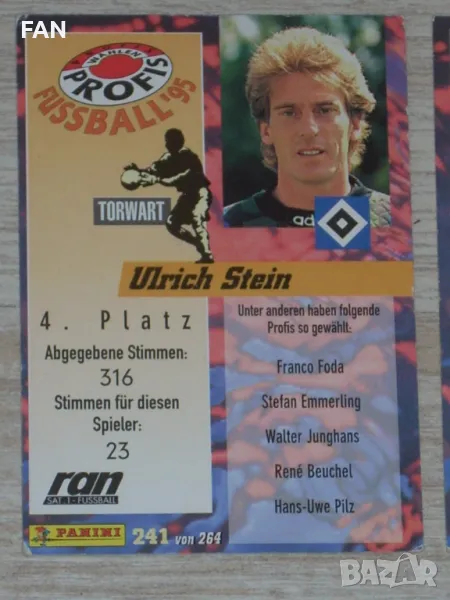 FAN
PROFIS
WÄHLEN
PROFIS
FUSSBALL '95
TORWART
adi
Ulrich Stein
4. Platz
Abgegebene Stimmen:
316
Stimmen für diesen
Spieler:
23
ran
SAT.1-FUSSBALL
Unter anderen haben folgende
Profis so gewählt:
Franco Foda
Stefan Emmerling
Walter Junghans
René Beuchel
Hans-Uwe Pilz
PANINI
241 von 264
bazar